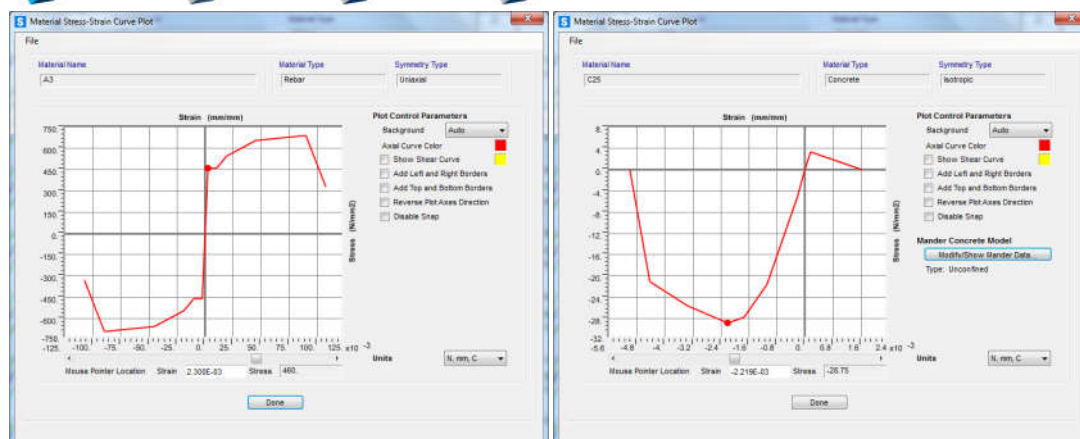 Material Stress-Strain Curve Plot
File
Material Name
A3
Material Type
Rebar
Symmetry Type
Uniaxial
Strain (mm/mm)
750.
600.
450.
300.
150.
0.
-150.
-300.
-450.
-600.
-750.
-125. -100. -75. -50. -25. 0. 25. 50. 75. 100. 125. x10 -3
Stress (N/mm2)
Plot Control Parameters
Background Auto
Axial Curve Color
Show Shear Curve
Add Left and Right Borders
Add Top and Bottom Borders
Reverse Plot Axes Direction
Disable Snap
Units N, mm, C
Mouse Pointer Location Strain 2.300E-03 Stress 460.
Done
Material Stress-Strain Curve Plot
File
Material Name
C25
Material Type
Concrete
Symmetry Type
Isotropic
Strain (mm/mm)
8.
4.
0.
-4.
-8.
-12.
-16.
-20.
-24.
-28.
-32.
-5.6 -4.8 -4. -3.2 -2.4 -1.6 -0.8 0. 0.8 1.6 2.4 x10 -3
Stress (N/mm2)
Plot Control Parameters
Background Auto
Axial Curve Color
Show Shear Curve
Add Left and Right Borders
Add Top and Bottom Borders
Reverse Plot Axes Direction
Disable Snap
Mander Concrete Model
Modify/Show Mander Data...
Type: Unconfined
Units N, mm, C
Mouse Pointer Location Strain -2.219E-03 Stress -28.75
Done